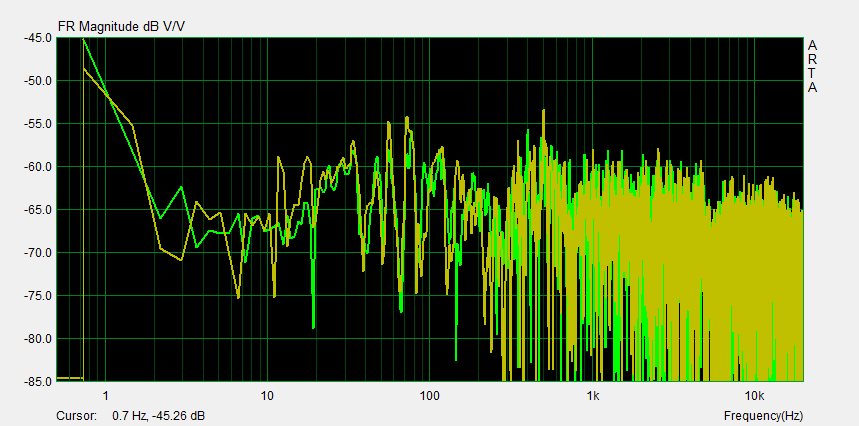 FR Magnitude dB V/V
-45.0
-50.0
-55.0
-60.0
-65.0
-70.0
-75.0
-80.0
-85.0
A
R
T
A
1 10 100 1k 10k
Cursor: 0.7 Hz, -45.26 dB Frequency(Hz)